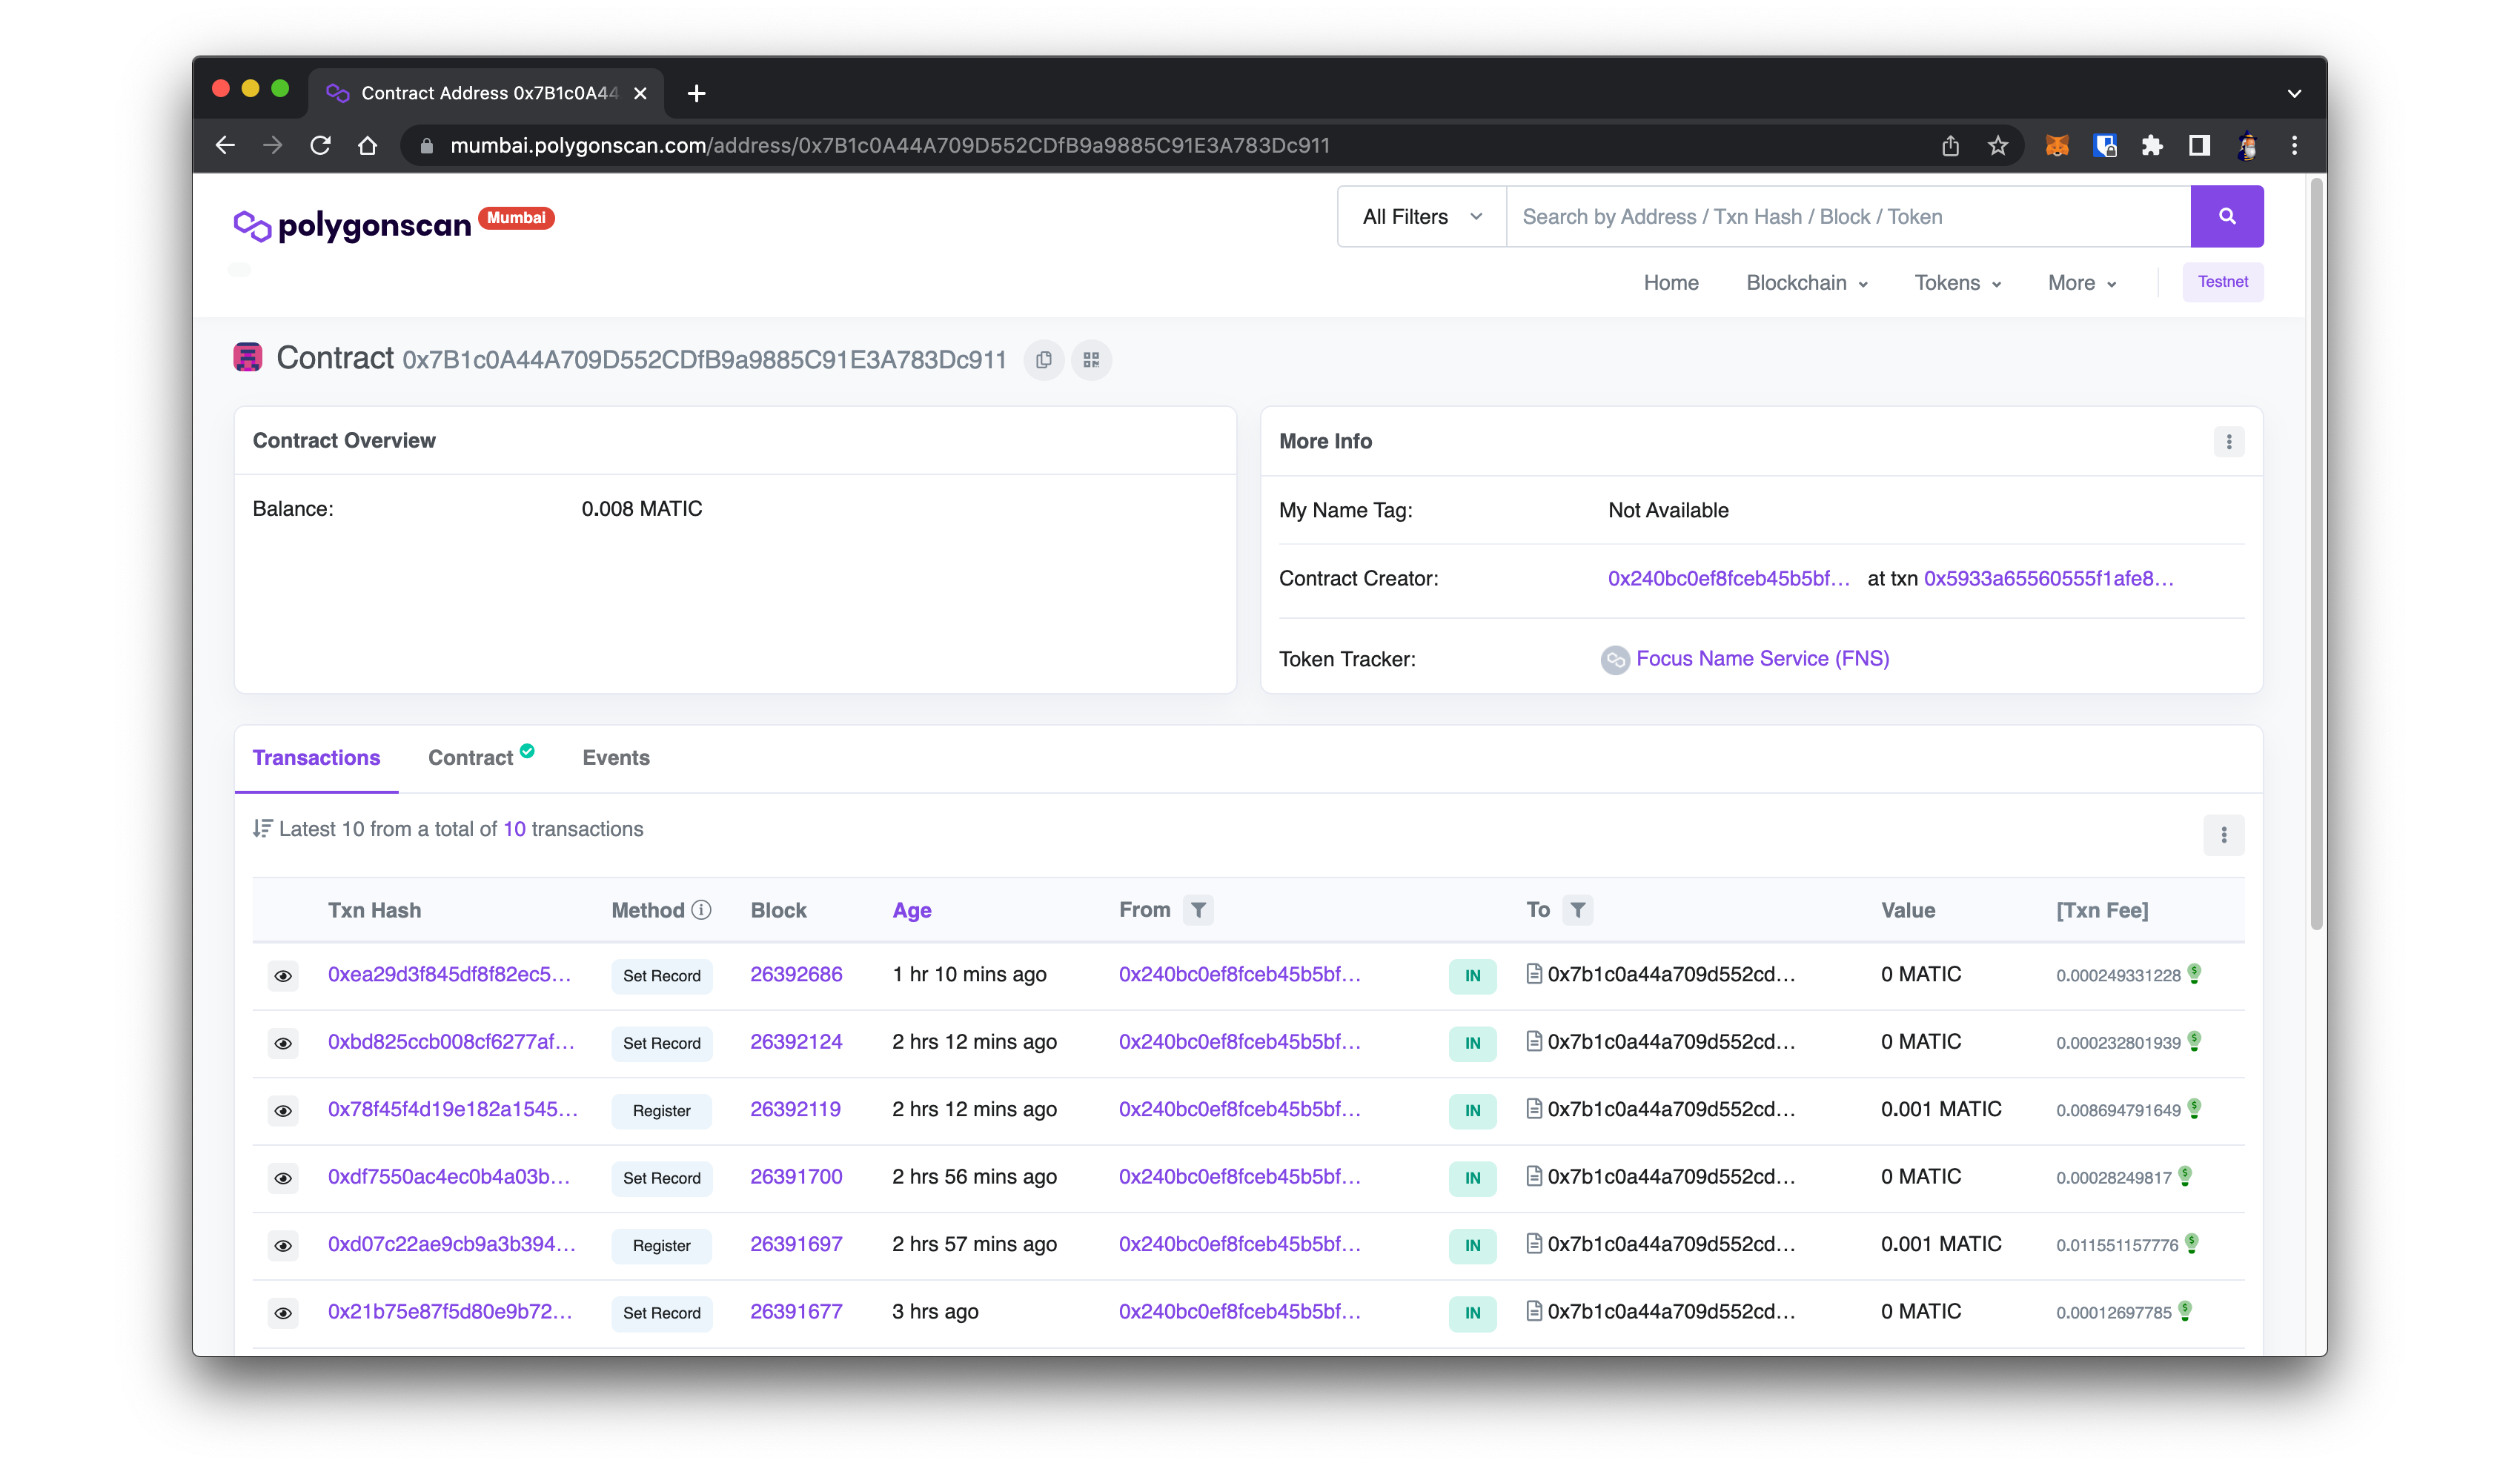 Contract Address 0x7B1c0A44
mumbai.polygonscan.com/address/0x7B1c0A44A709D552CDfB9a9885C91E3A783Dc911
polygonscan Mumbai
All Filters Search by Address / Txn Hash / Block / Token
Home Blockchain Tokens More Testnet
Contract 0x7B1c0A44A709D552CDfB9a9885C91E3A783Dc911
Contract Overview
Balance: 0.008 MATIC
More Info
My Name Tag: Not Available
Contract Creator: 0x240bc0ef8fceb45b5bf... at txn 0x5933a65560555f1afe8...
Token Tracker: Focus Name Service (FNS)
Transactions Contract Events
Latest 10 from a total of 10 transactions
Txn Hash Method Block Age From To Value [Txn Fee]
0xea29d3f845df8f82ec5... Set Record 26392686 1 hr 10 mins ago 0x240bc0ef8fceb45b5bf... IN 0x7b1c0a44a709d552cd... 0 MATIC 0.000249331228
0xbd825ccb008cf6277af... Set Record 26392124 2 hrs 12 mins ago 0x240bc0ef8fceb45b5bf... IN 0x7b1c0a44a709d552cd... 0 MATIC 0.000232801939
0x78f45f4d19e182a1545... Register 26392119 2 hrs 12 mins ago 0x240bc0ef8fceb45b5bf... IN 0x7b1c0a44a709d552cd... 0.001 MATIC 0.008694791649
0xdf7550ac4ec0b4a03b... Set Record 26391700 2 hrs 56 mins ago 0x240bc0ef8fceb45b5bf... IN 0x7b1c0a44a709d552cd... 0 MATIC 0.00028249817
0xd07c22ae9cb9a3b394... Register 26391697 2 hrs 57 mins ago 0x240bc0ef8fceb45b5bf... IN 0x7b1c0a44a709d552cd... 0.001 MATIC 0.011551157776
0x21b75e87f5d80e9b72... Set Record 26391677 3 hrs ago 0x240bc0ef8fceb45b5bf... IN 0x7b1c0a44a709d552cd... 0 MATIC 0.00012697785